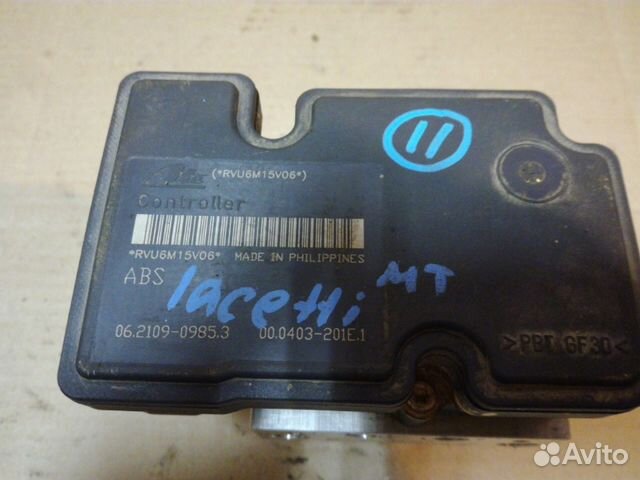 11
Ate (*RVU6M15V06*)
Controller
*RVU6M15V06* MADE IN PHILIPPINES
ABS
lacetti MT
06.2109-0985.3 00.0403-201E.1
>PBT GF30<
Avito